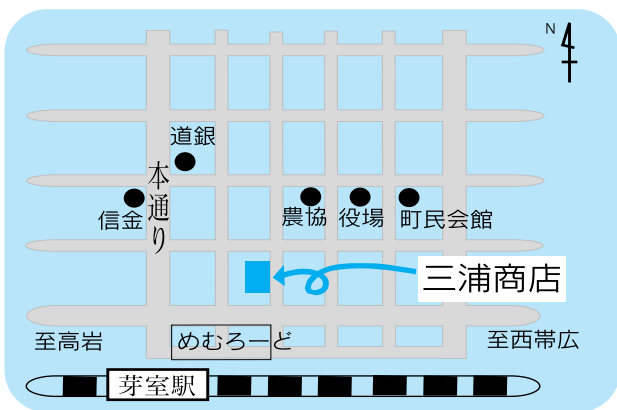 N
道銀
本通り
信金
農協
役場
町民会館
三浦商店
至高岩
めむろーど
至西帯広
芽室駅